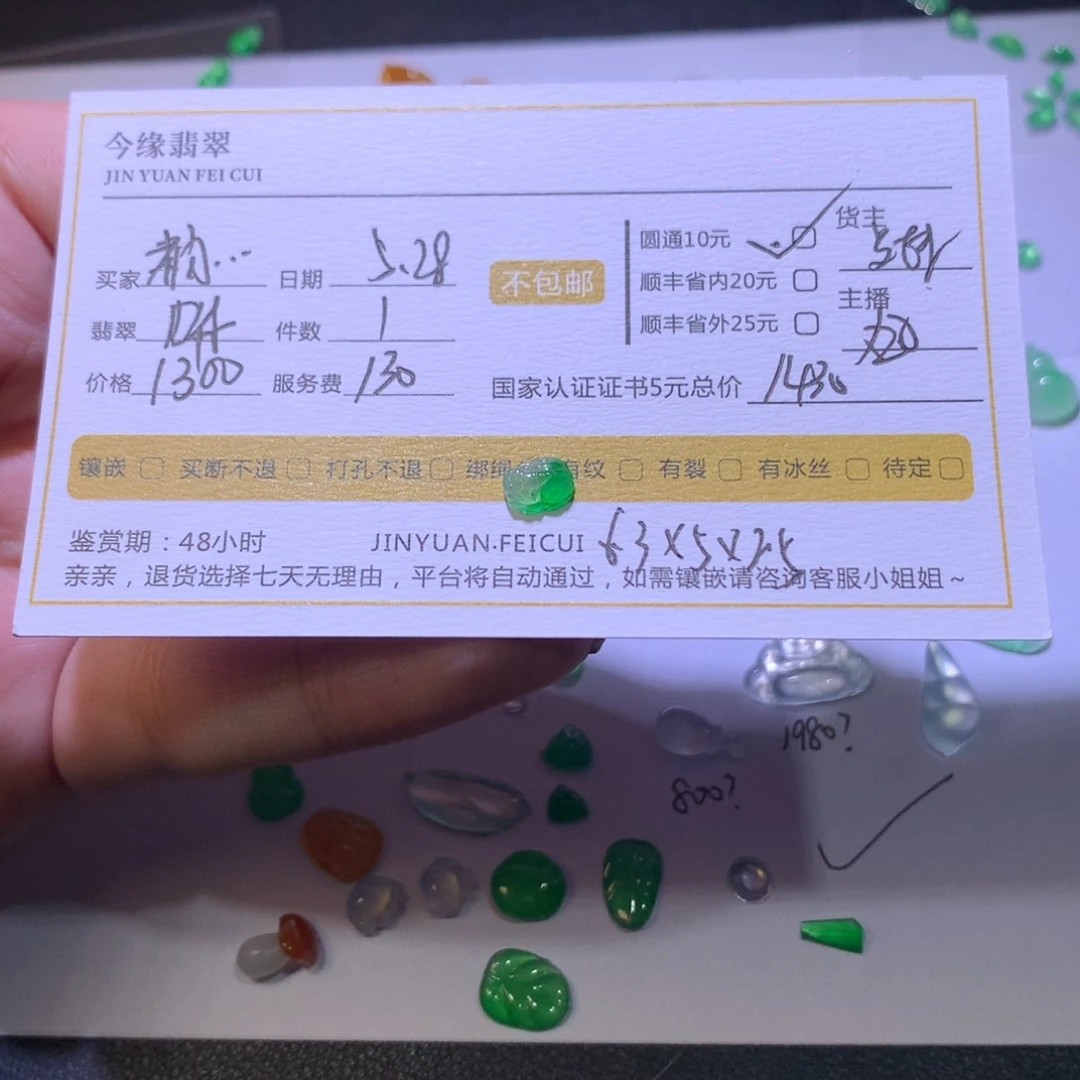 今缘翡翠
JIN YUAN FEI CUI
买家 日期 5.28
翡翠 件数 1
价格 1300 服务费 130
不包邮
圆通10元
顺丰省内20元
顺丰省外25元
货主
主播
国家认证证书5元总价 1430
镶嵌 买断不退 打孔不退 绑绳 有纹 有裂 有冰丝 待定
鉴赏期：48小时 JINYUAN·FEICUI 63×5×25
亲亲，退货选择七天无理由，平台将自动通过，如需镶嵌请咨询客服小姐姐～
1980?
800?